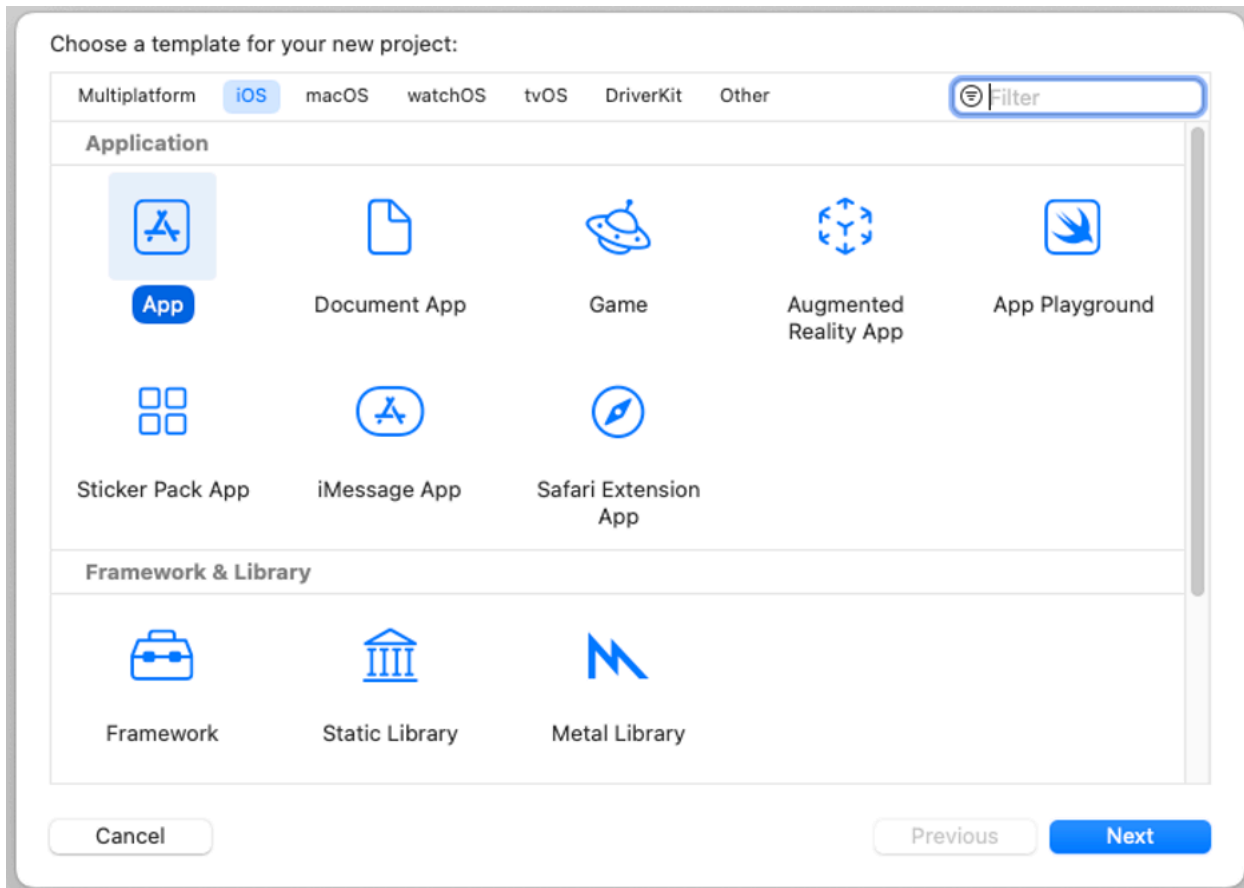 Choose a template for your new project:
Multiplatform iOS macOS watchOS tvOS DriverKit Other Filter
Application
App Document App Game Augmented Reality App App Playground
Sticker Pack App iMessage App Safari Extension App
Framework & Library
Framework Static Library Metal Library
Cancel Previous Next